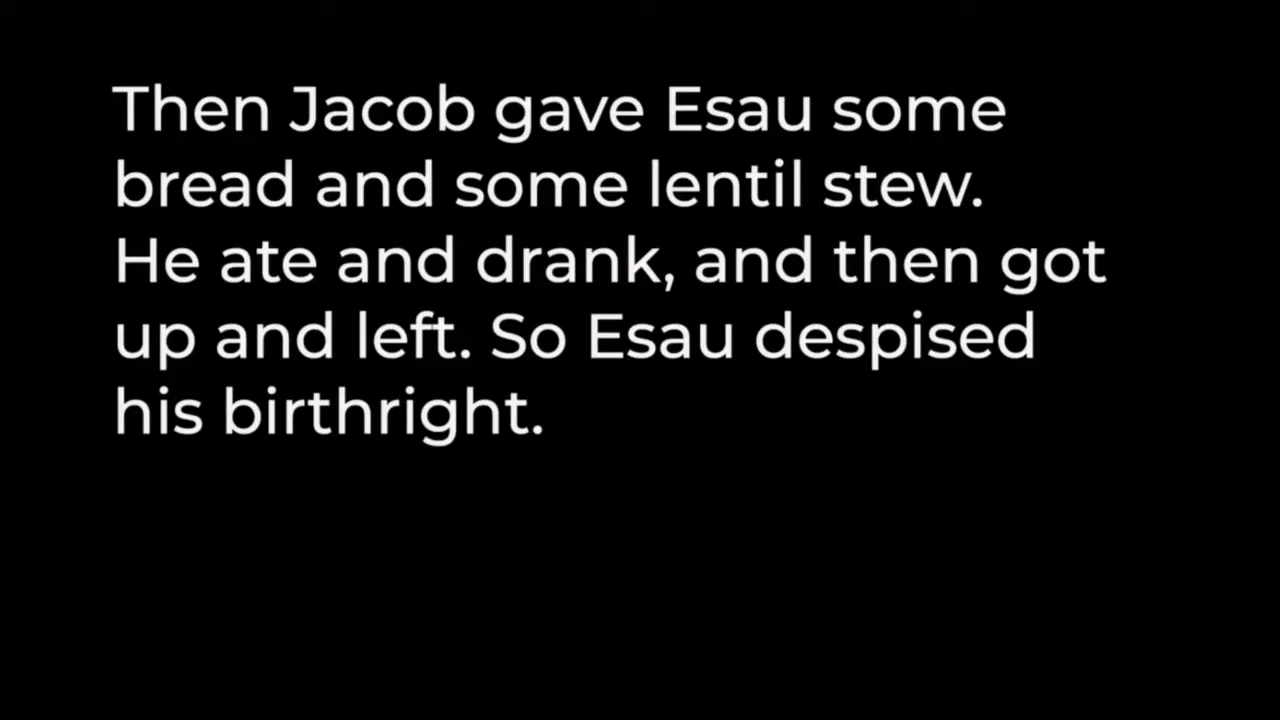 Then Jacob gave Esau some
bread and some lentil stew.
He ate and drank, and then got
up and left. So Esau despised
his birthright.